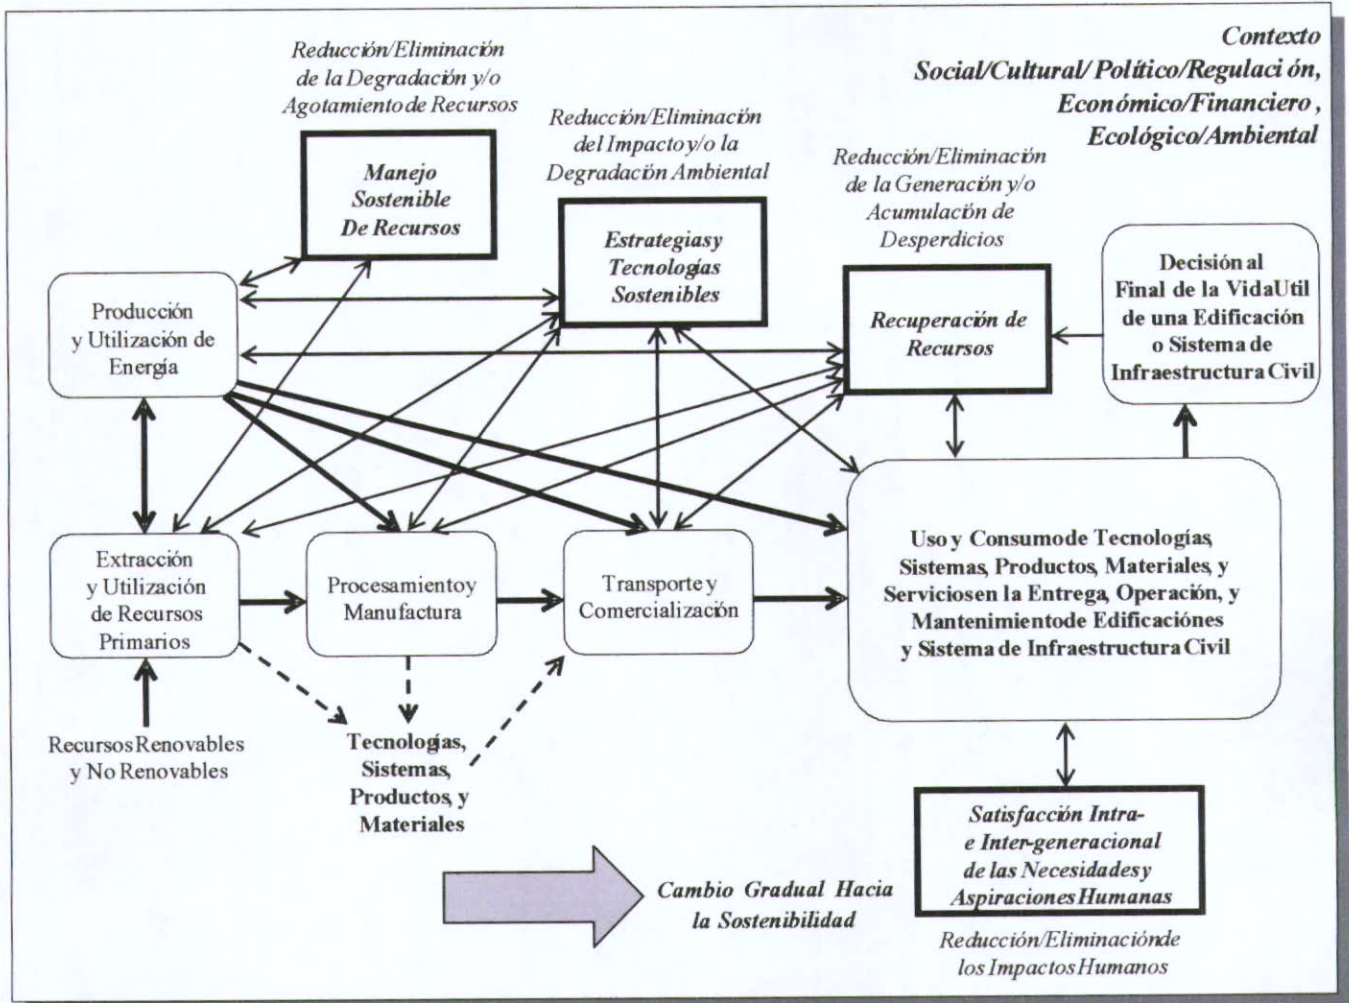 Contexto
Social/Cultural/ Político/Regulación,
Económico/Financiero ,
Ecológico/Ambiental
Reducción/Eliminación
de la Degradación y/o
Agotamiento de Recursos
Manejo
Sostenible
De Recursos
Reducción/Eliminación
del Impacto y/o la
Degradación Ambiental
Estrategias y
Tecnologías
Sostenibles
Reducción/Eliminación
de la Generación y/o
Acumulación de
Desperdicios
Recuperación de
Recursos
Decisión al
Final de la Vida Util
de una Edificación
o Sistema de
Infraestructura Civil
Producción
y Utilización de
Energía
Extracción
y Utilización
de Recursos
Primarios
Procesamiento y
Manufactura
Transporte y
Comercialización
Uso y Consumo de Tecnologías,
Sistemas, Productos, Materiales, y
Servicios en la Entrega, Operación, y
Mantenimiento de Edificaciónes
y Sistema de Infraestructura Civil
Recursos Renovables
y No Renovables
Tecnologías,
Sistemas,
Productos, y
Materiales
Satisfacción Intra-
e Inter-generacional
de las Necesidades y
Aspiraciones Humanas
Cambio Gradual Hacia
la Sostenibilidad
Reducción/Eliminación de
los Impactos Humanos